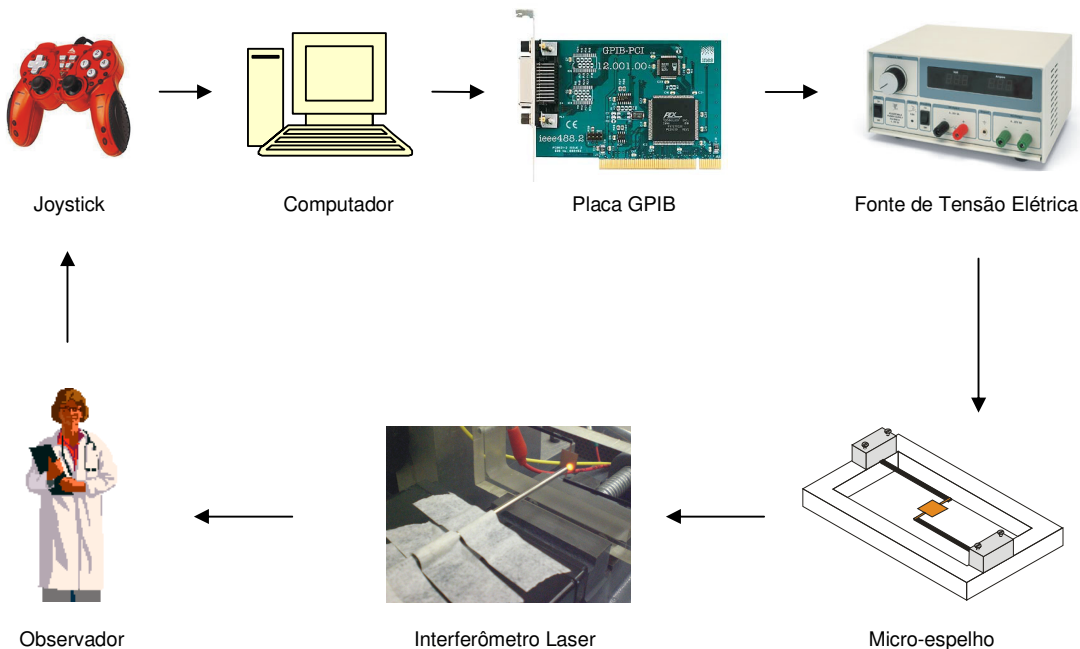 GPIB-PCI
12.001.00
ieee488.2
Joystick
Computador
Placa GPIB
Fonte de Tensão Elétrica
Observador
Interferômetro Laser
Micro-espelho